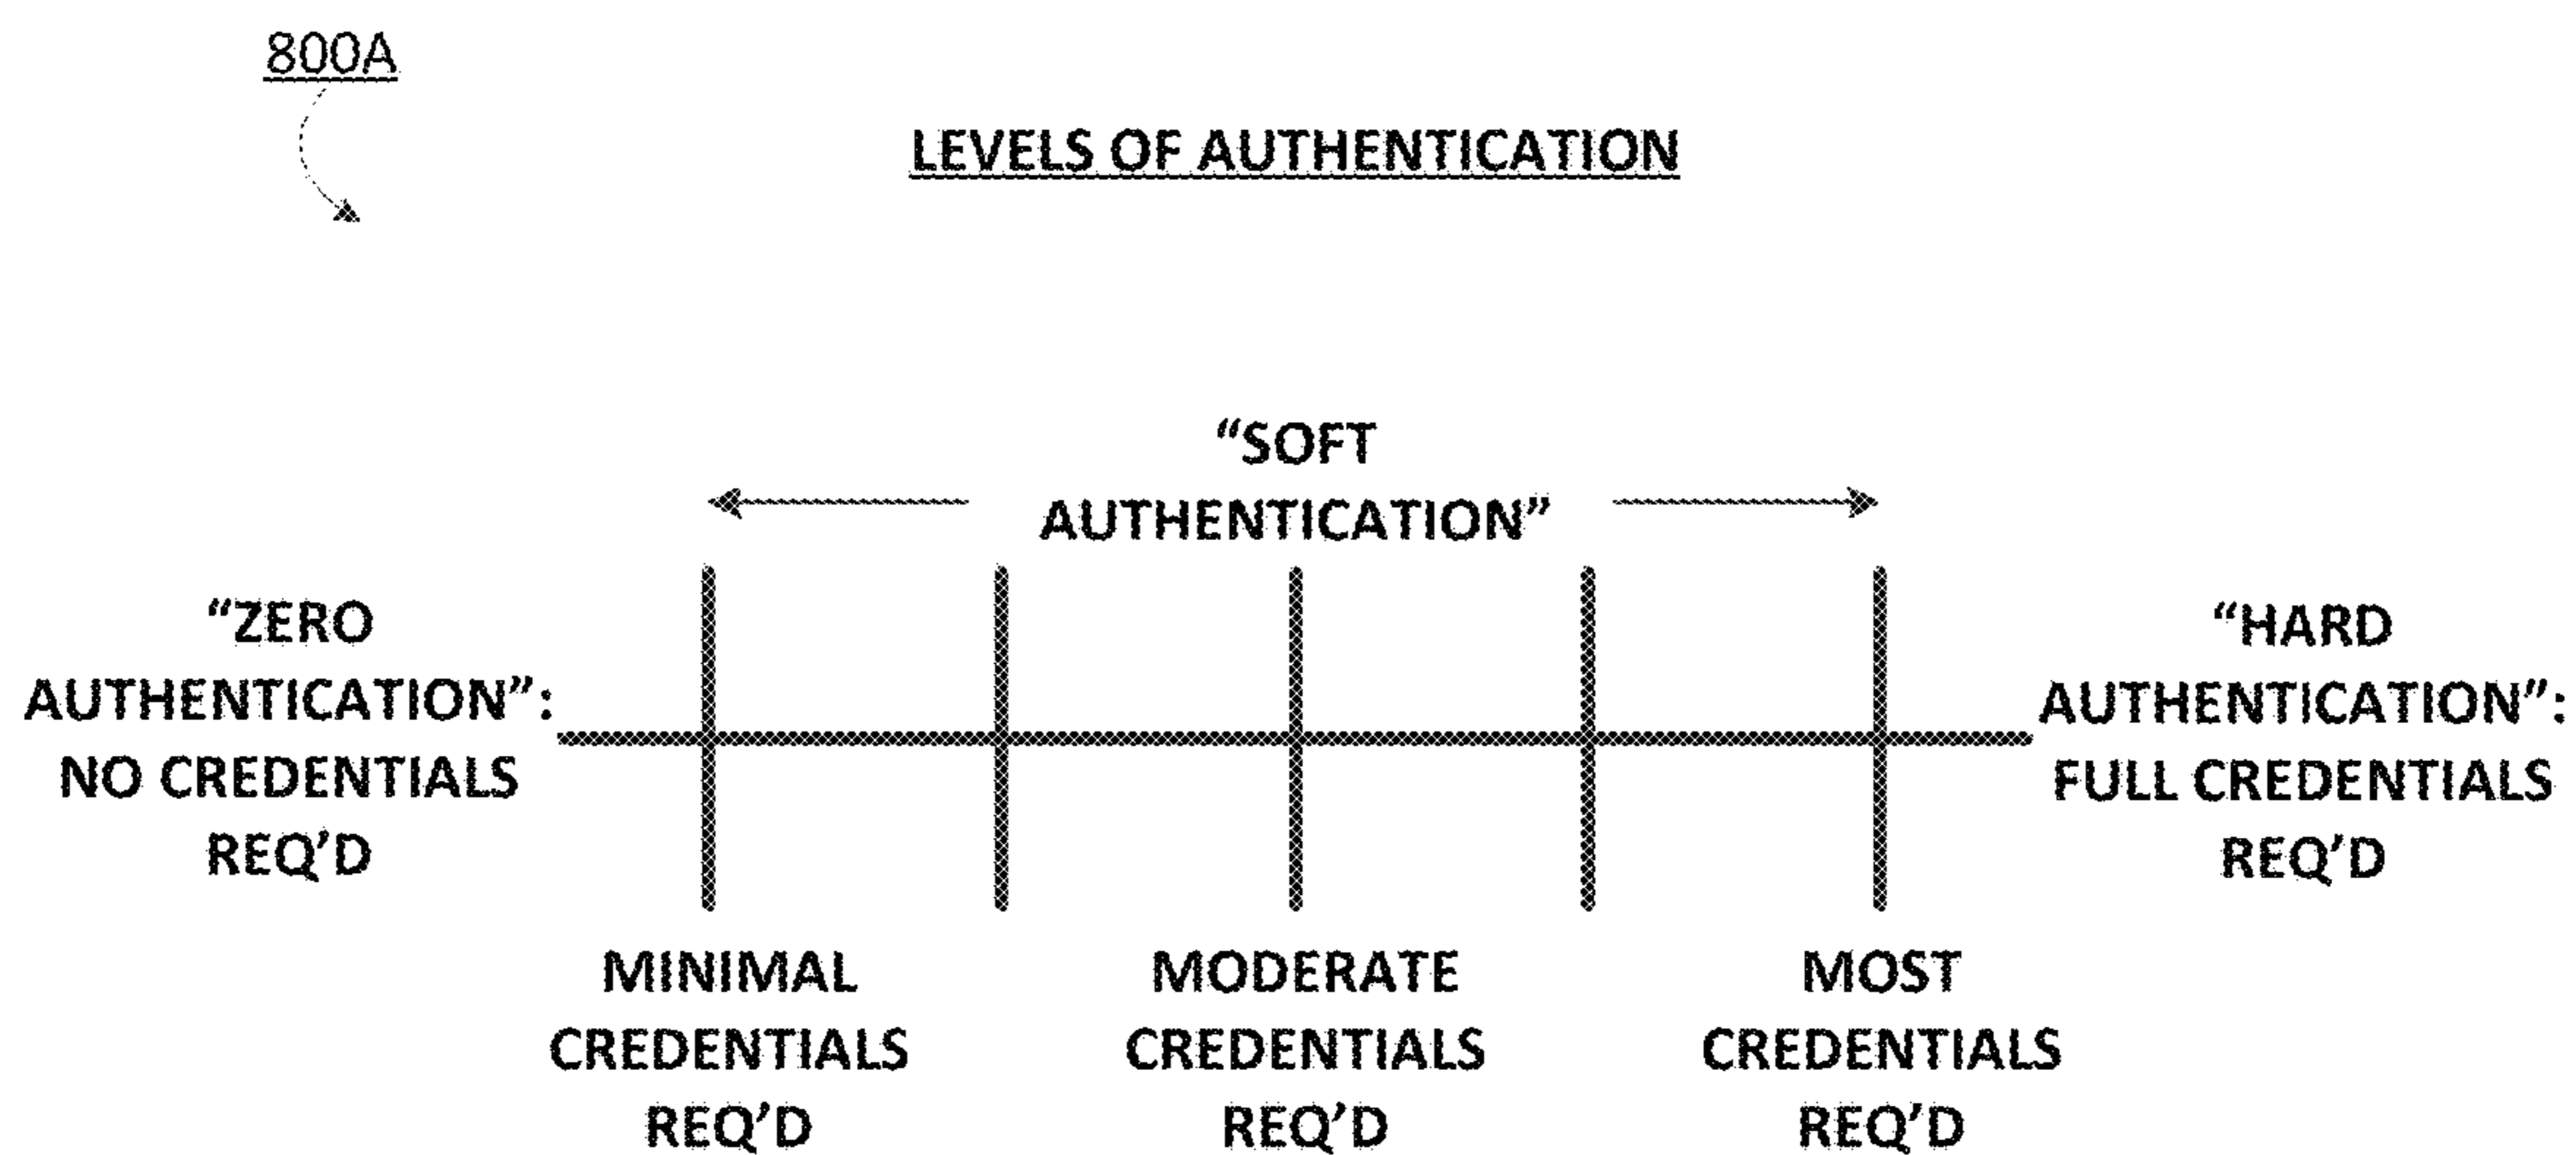 800A
LEVELS OF AUTHENTICATION
“SOFT
AUTHENTICATION”
“ZERO
AUTHENTICATION”:
NO CREDENTIALS
REQ’D
“HARD
AUTHENTICATION”:
FULL CREDENTIALS
REQ’D
MINIMAL
CREDENTIALS
REQ’D
MODERATE
CREDENTIALS
REQ’D
MOST
CREDENTIALS
REQ’D